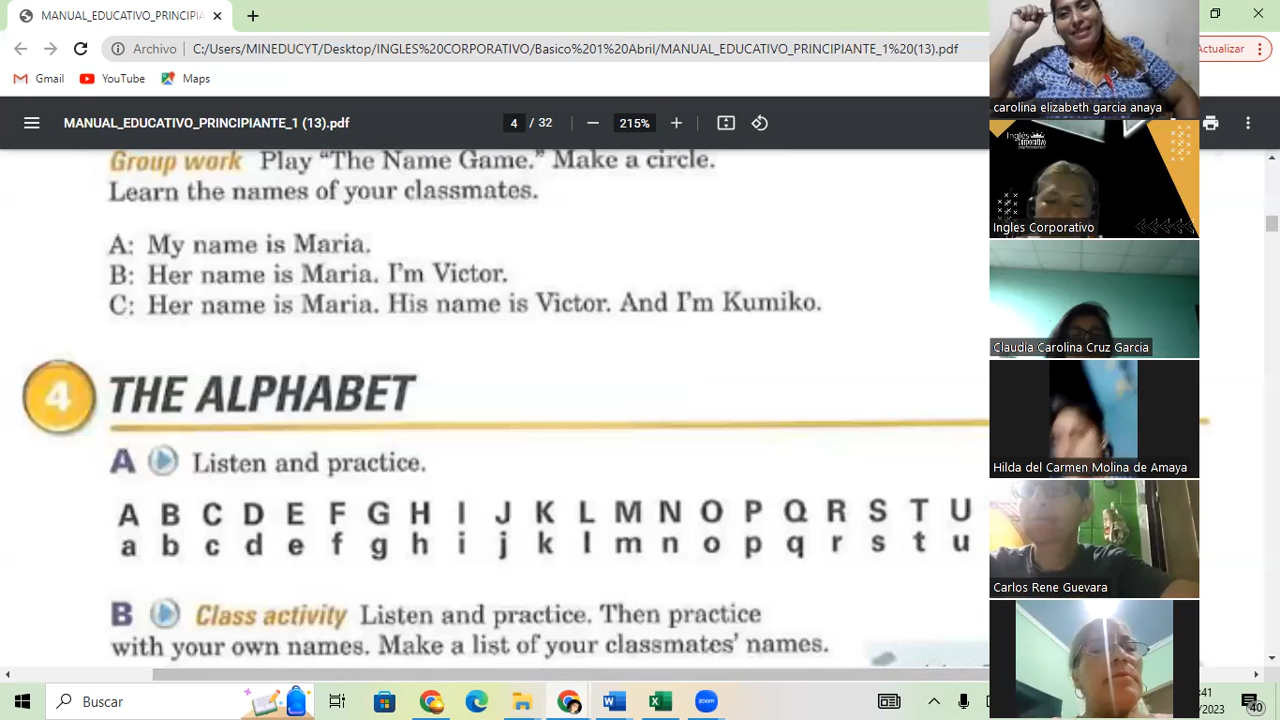 MANUAL_EDUCATIVO_PRINCIPIA
Archivo
C:/Users/MINEDUCYT/Desktop/INGLES%20CORPORATIVO/Basico%201%20Abril/MANUAL_EDUCATIVO_PRINCIPIANTE_1%20(13).pdf
Actualizar
Gmail
YouTube
Maps
MANUAL_EDUCATIVO_PRINCIPIANTE_1 (13).pdf
4 / 32
215%
Group work Play “The Name Game.” Make a circle.
Learn the names of your classmates.
A: My name is Maria.
B: Her name is Maria. I’m Victor.
C: Her name is Maria. His name is Victor. And I’m Kumiko.
4 THE ALPHABET
A Listen and practice.
A B C D E F G H I J K L M N O P Q R S T U
a b c d e f g h i j k l m n o p q r s t u
B Class activity Listen and practice. Then practice
with your own names. Make a list of your classmates’ names.
carolina elizabeth garcia anaya
Inglés
Corporativo
Ingles Corporativo
Claudia Carolina Cruz Garcia
Hilda del Carmen Molina de Amaya
Carlos Rene Guevara
Buscar
zoom
:41
/2023
40